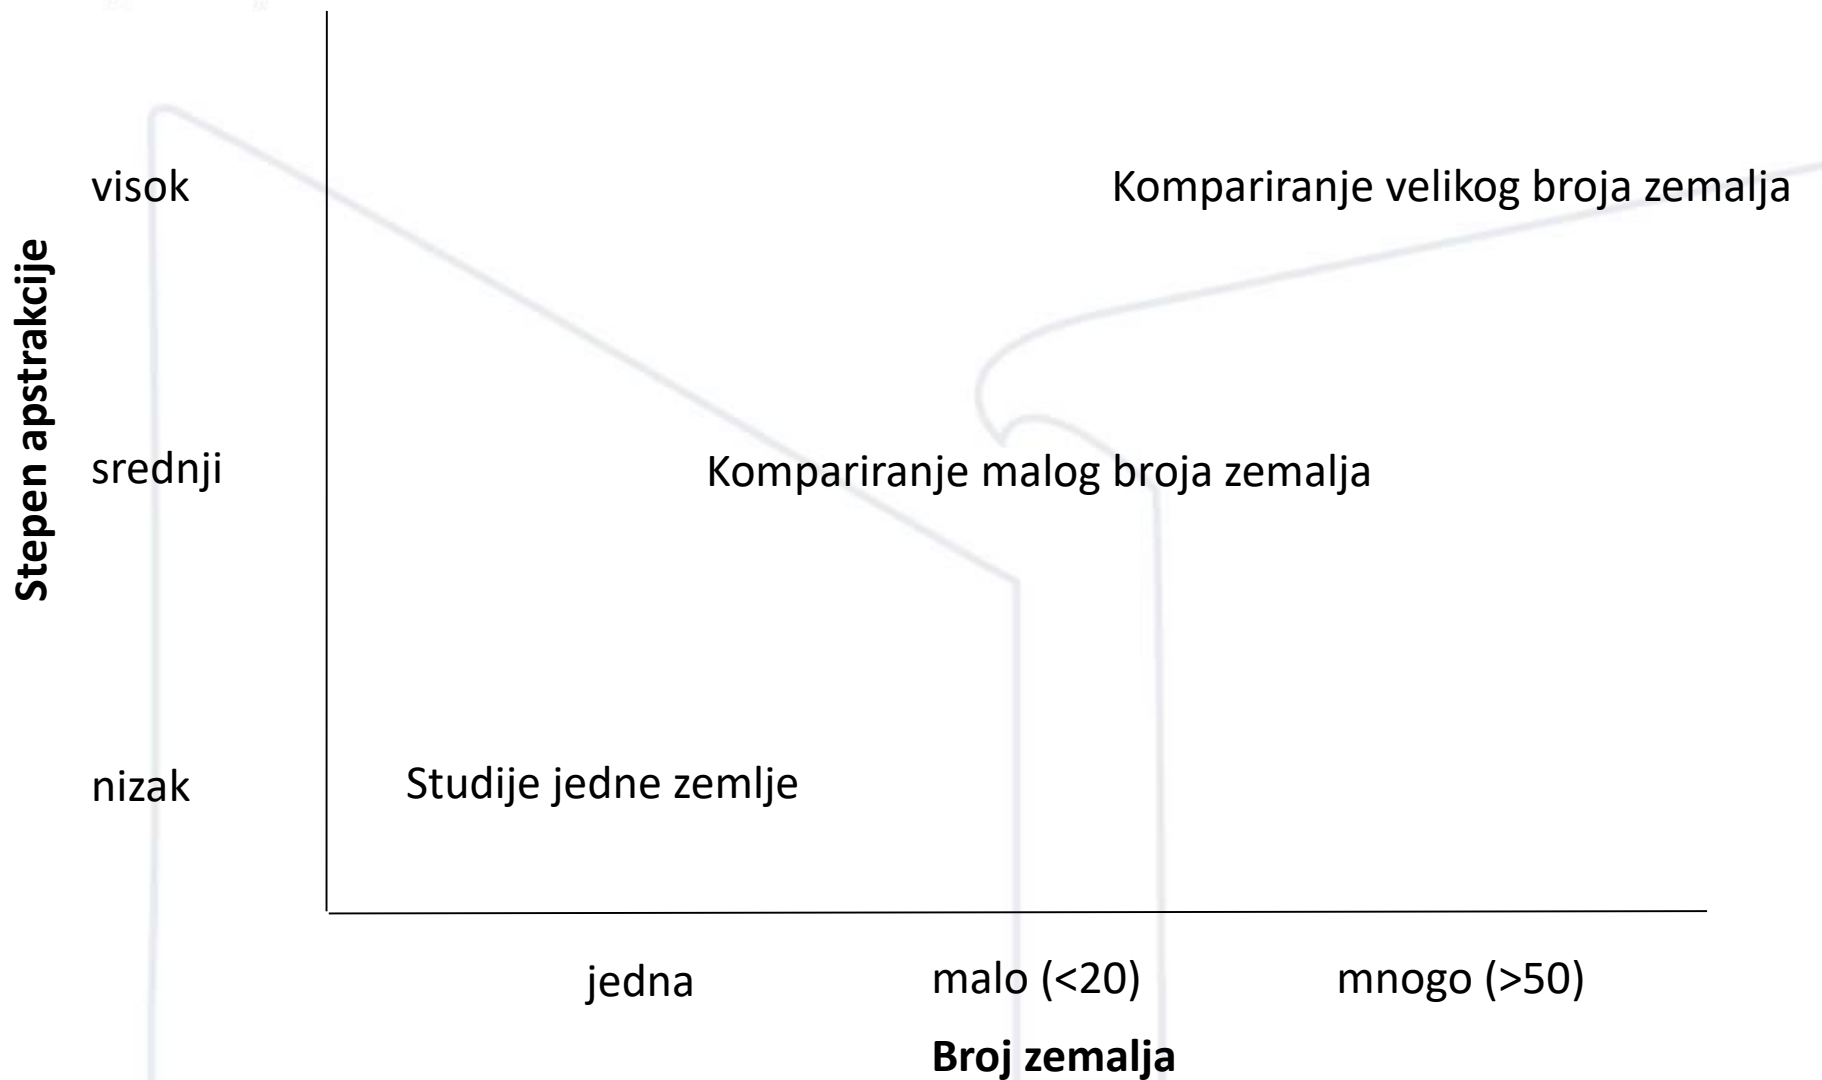 visok
Kompariranje velikog broja zemalja
Stepen apstrakcije
srednji
Kompariranje malog broja zemalja
nizak
Studije jedne zemlje
jedna
malo (<20)
mnogo (>50)
Broj zemalja